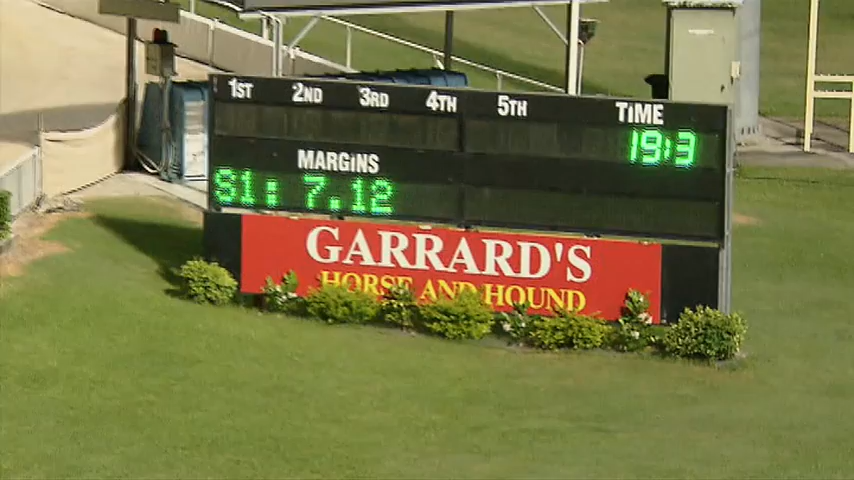 1ST 2ND 3RD 4TH 5TH TIME
19:3
MARGINS
S1: 7.12
GARRARD'S
HORSE AND HOUND